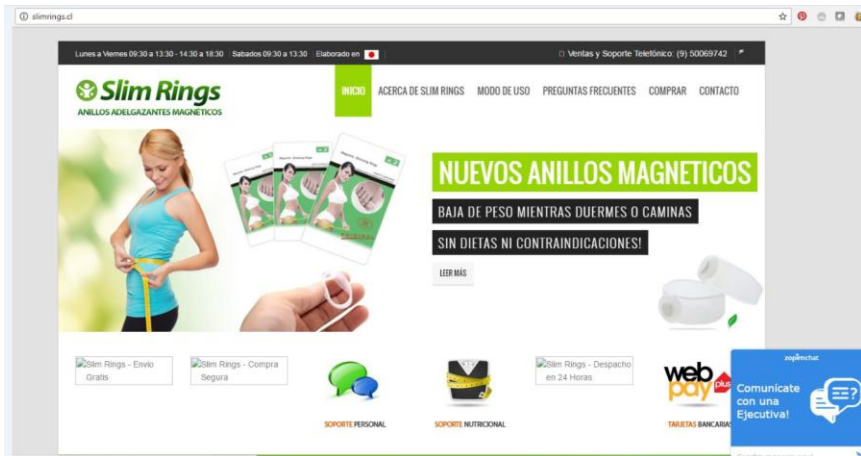 slimrings.cl
Lunes a Viernes 09:30 a 13:30 - 14:30 a 18:30 Sabados 09:30 a 13:30 Elaborado en
Ventas y Soporte Telefónico: (9) 50069742
Slim Rings
ANILLOS ADELGAZANTES MAGNÉTICOS
INICIO ACERCA DE SLIM RINGS MODO DE USO PREGUNTAS FRECUENTES COMPRAR CONTACTO
NUEVOS ANILLOS MAGNETICOS
BAJA DE PESO MIENTRAS DUERMES O CAMINAS
SIN DIETAS NI CONTRAINDICACIONES!
LEER MÁS
Slim Rings - Envio
Gratis
Slim Rings - Compra
Segura
SOPORTE PERSONAL
SOPORTE NUTRICIONAL
Slim Rings - Despacho
en 24 Horas
web
pay plus
TARJETAS BANCARIAS
zopimchat
Comunícate
con una
Ejecutiva!